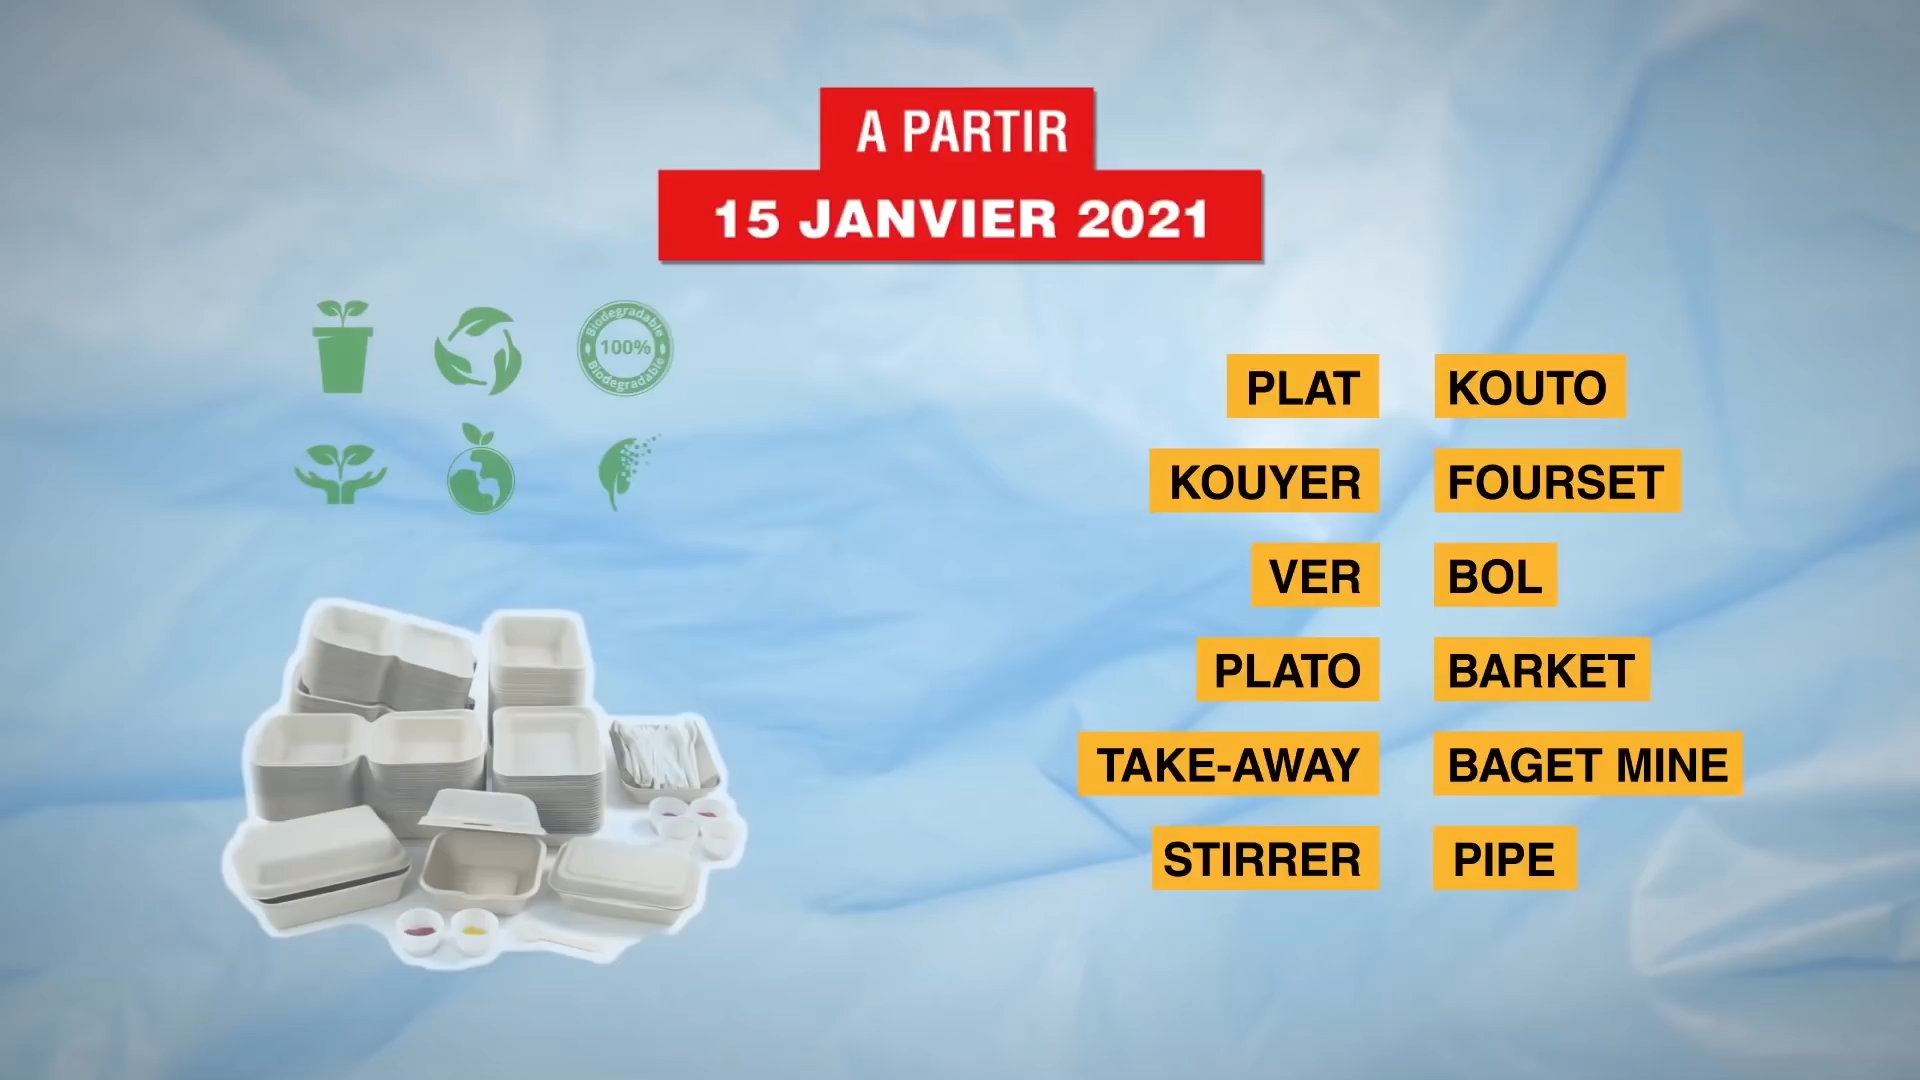 A PARTIR
15 JANVIER 2021
Biodegradable
100%
Biodegradable
PLAT
KOUTO
KOUYER
FOURSET
VER
BOL
PLATO
BARKET
TAKE-AWAY
BAGET MINE
STIRRER
PIPE